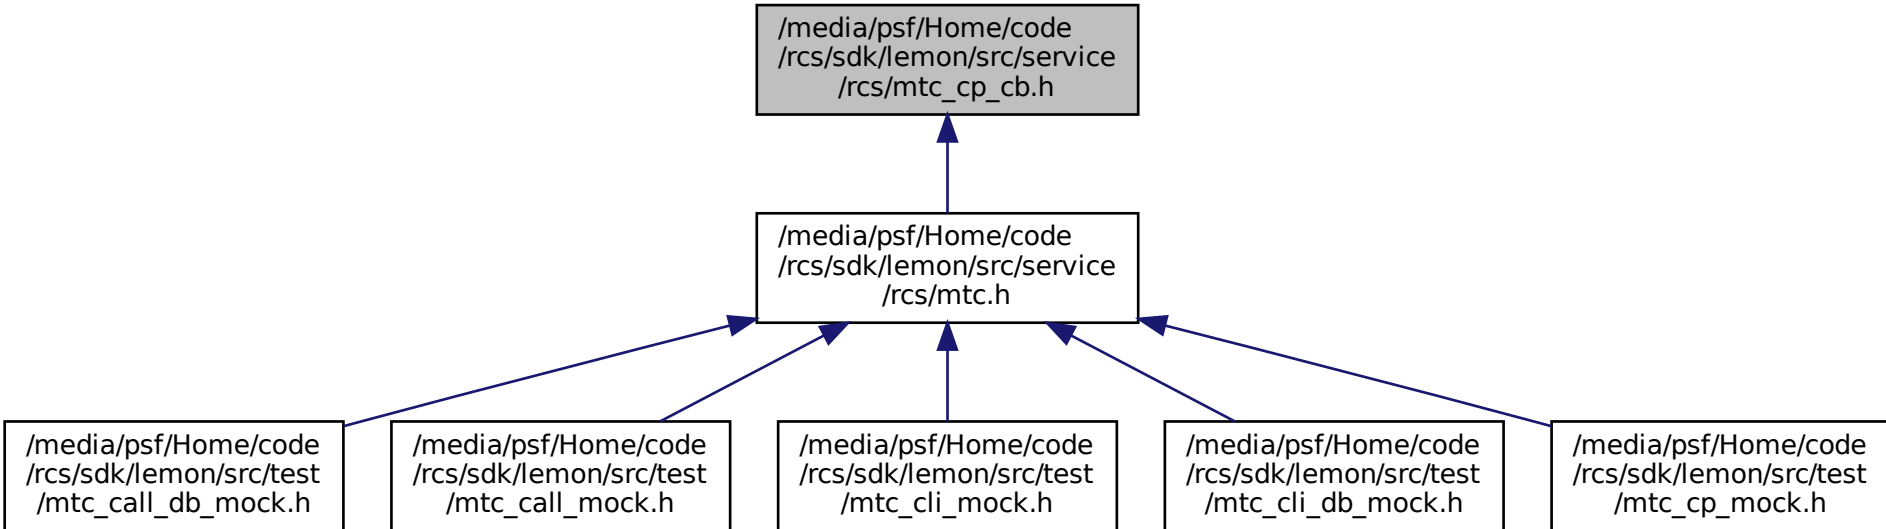 /media/psf/Home/code
/rcs/sdk/lemon/src/service
/rcs/mtc_cp_cb.h
/media/psf/Home/code
/rcs/sdk/lemon/src/service
/rcs/mtc.h
/media/psf/Home/code
/rcs/sdk/lemon/src/test
/mtc_call_db_mock.h
/media/psf/Home/code
/rcs/sdk/lemon/src/test
/mtc_call_mock.h
/media/psf/Home/code
/rcs/sdk/lemon/src/test
/mtc_cli_mock.h
/media/psf/Home/code
/rcs/sdk/lemon/src/test
/mtc_cli_db_mock.h
/media/psf/Home/code
/rcs/sdk/lemon/src/test
/mtc_cp_mock.h